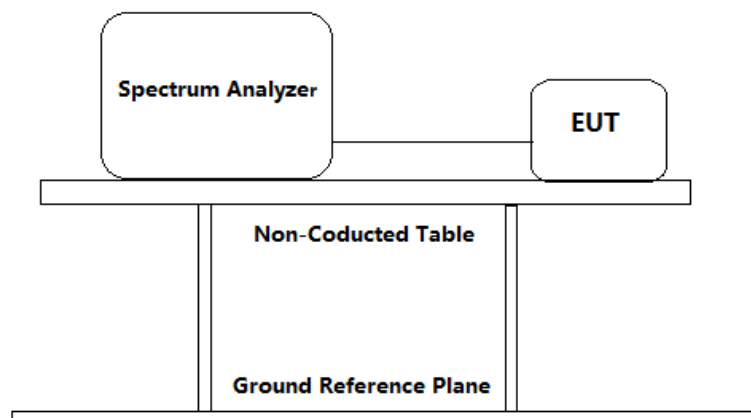 Spectrum Analyzer
EUT
Non-Coducted Table
Ground Reference Plane